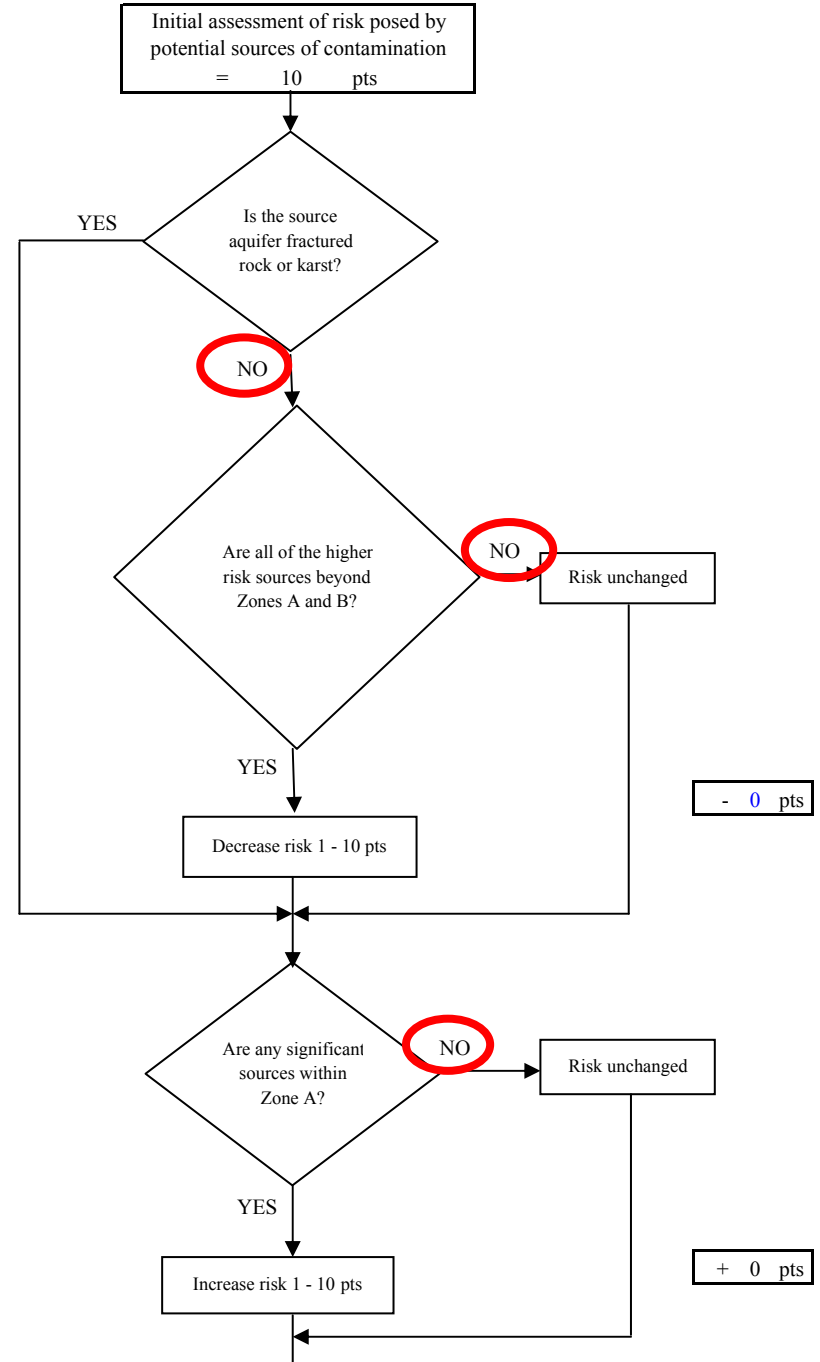 Initial assessment of risk posed by
potential sources of contamination
= 10 pts
YES
Is the source
aquifer fractured
rock or karst?
NO
Are all of the higher
risk sources beyond
Zones A and B?
NO
Risk unchanged
YES
- 0 pts
Decrease risk 1 - 10 pts
Are any significant
sources within
Zone A?
NO
Risk unchanged
YES
+ 0 pts
Increase risk 1 - 10 pts